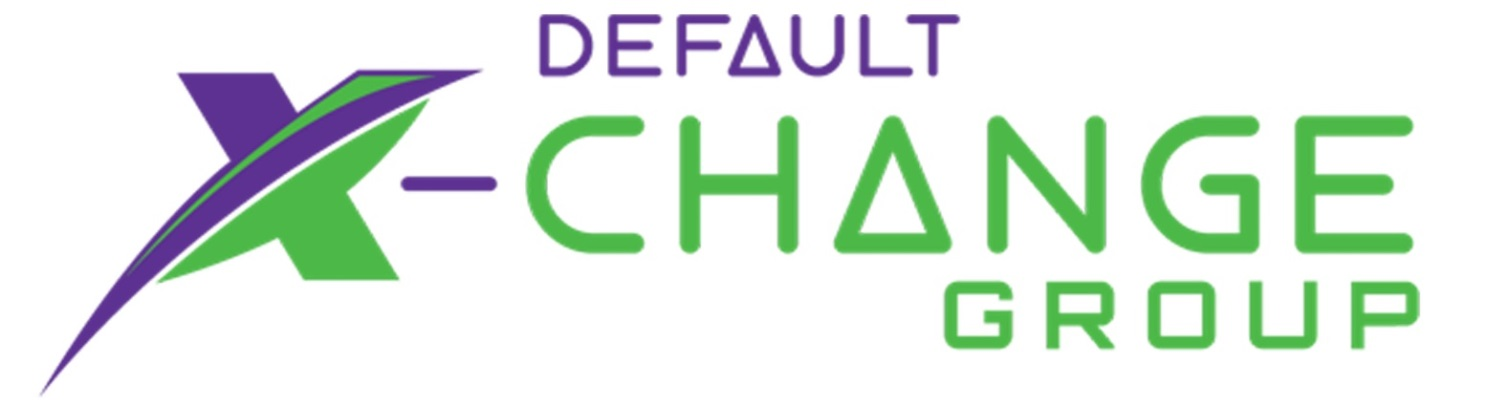 DEFAULT
X-CHANGE
GROUP